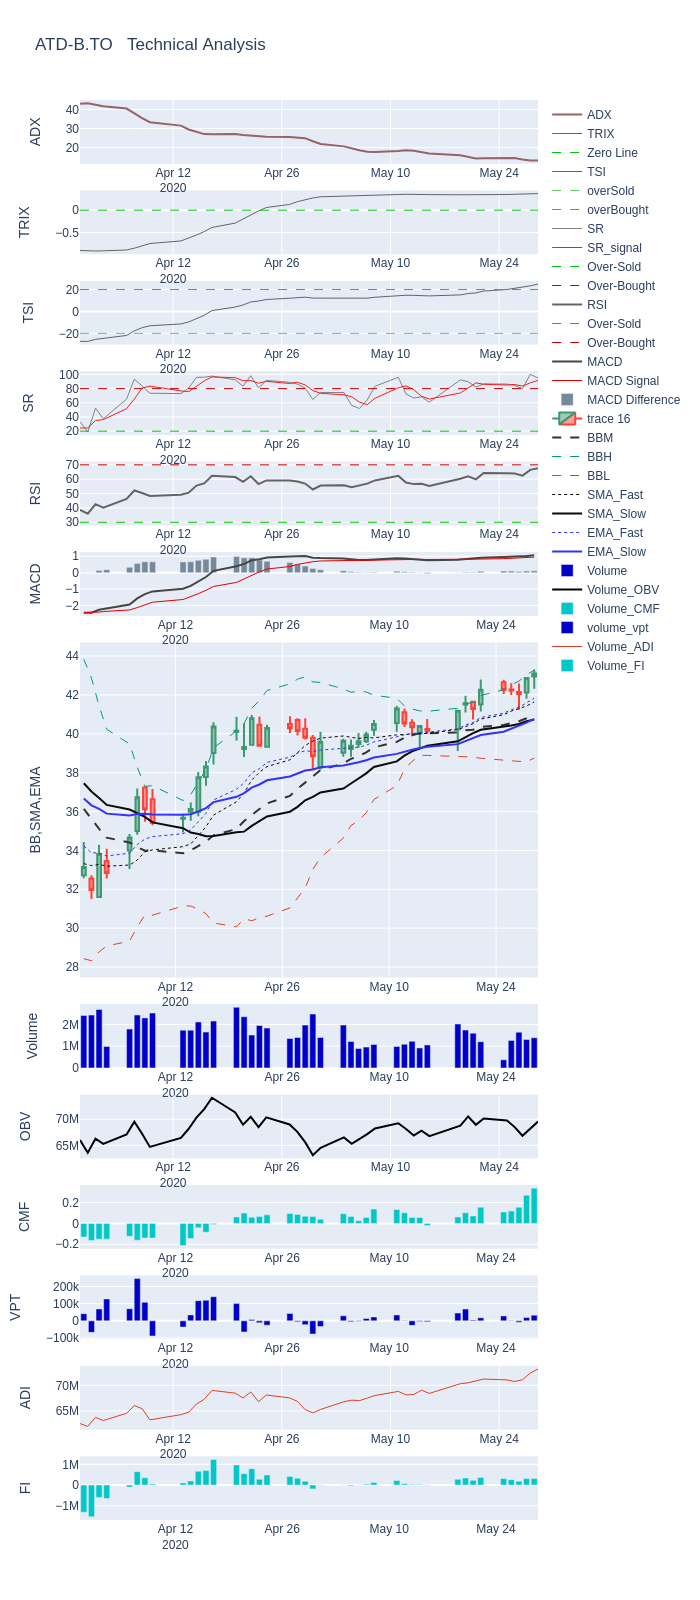 ATD-B.TO   Technical Analysis
ADX
40
30
20
Apr 12
2020
Apr 26
May 10
May 24
TRIX
0
−0.5
Apr 12
2020
Apr 26
May 10
May 24
TSI
20
0
−20
Apr 12
2020
Apr 26
May 10
May 24
SR
100
80
60
40
20
Apr 12
2020
Apr 26
May 10
May 24
RSI
70
60
50
40
30
Apr 12
2020
Apr 26
May 10
May 24
MACD
1
0
−1
−2
Apr 12
2020
Apr 26
May 10
May 24
BB,SMA,EMA
44
42
40
38
36
34
32
30
28
Apr 12
2020
Apr 26
May 10
May 24
Volume
2M
1M
0
Apr 12
2020
Apr 26
May 10
May 24
OBV
70M
65M
Apr 12
2020
Apr 26
May 10
May 24
CMF
0.2
0
−0.2
Apr 12
2020
Apr 26
May 10
May 24
VPT
200k
100k
0
−100k
Apr 12
2020
Apr 26
May 10
May 24
ADI
70M
65M
Apr 12
2020
Apr 26
May 10
May 24
FI
1M
0
−1M
Apr 12
2020
Apr 26
May 10
May 24
ADX
TRIX
Zero Line
TSI
overSold
overBought
SR
SR_signal
Over-Sold
Over-Bought
RSI
Over-Sold
Over-Bought
MACD
MACD Signal
MACD Difference
trace 16
BBM
BBH
BBL
SMA_Fast
SMA_Slow
EMA_Fast
EMA_Slow
Volume
Volume_OBV
Volume_CMF
volume_vpt
Volume_ADI
Volume_FI